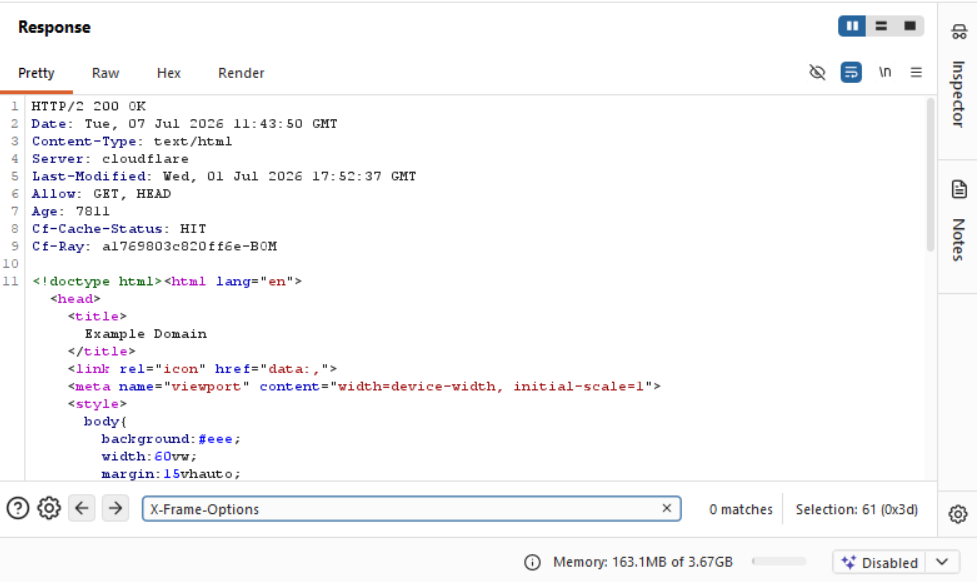 Response
Pretty Raw Hex Render \n
Inspector
Notes
1 HTTP/2 200 OK
2 Date: Tue, 07 Jul 2026 11:43:50 GMT
3 Content-Type: text/html
4 Server: cloudflare
5 Last-Modified: Wed, 01 Jul 2026 17:52:37 GMT
6 Allow: GET, HEAD
7 Age: 7811
8 Cf-Cache-Status: HIT
9 Cf-Ray: a1769803c820ff6e-BOM
10
11 <!doctype html><html lang="en">
<head>
<title>
Example Domain
</title>
<link rel="icon" href="data:,">
<meta name="viewport" content="width=device-width, initial-scale=1">
<style>
body{
background:#eee;
width:60vw;
margin:15vhauto;
X-Frame-Options 0 matches Selection: 61 (0x3d)
Memory: 163.1MB of 3.67GB Disabled